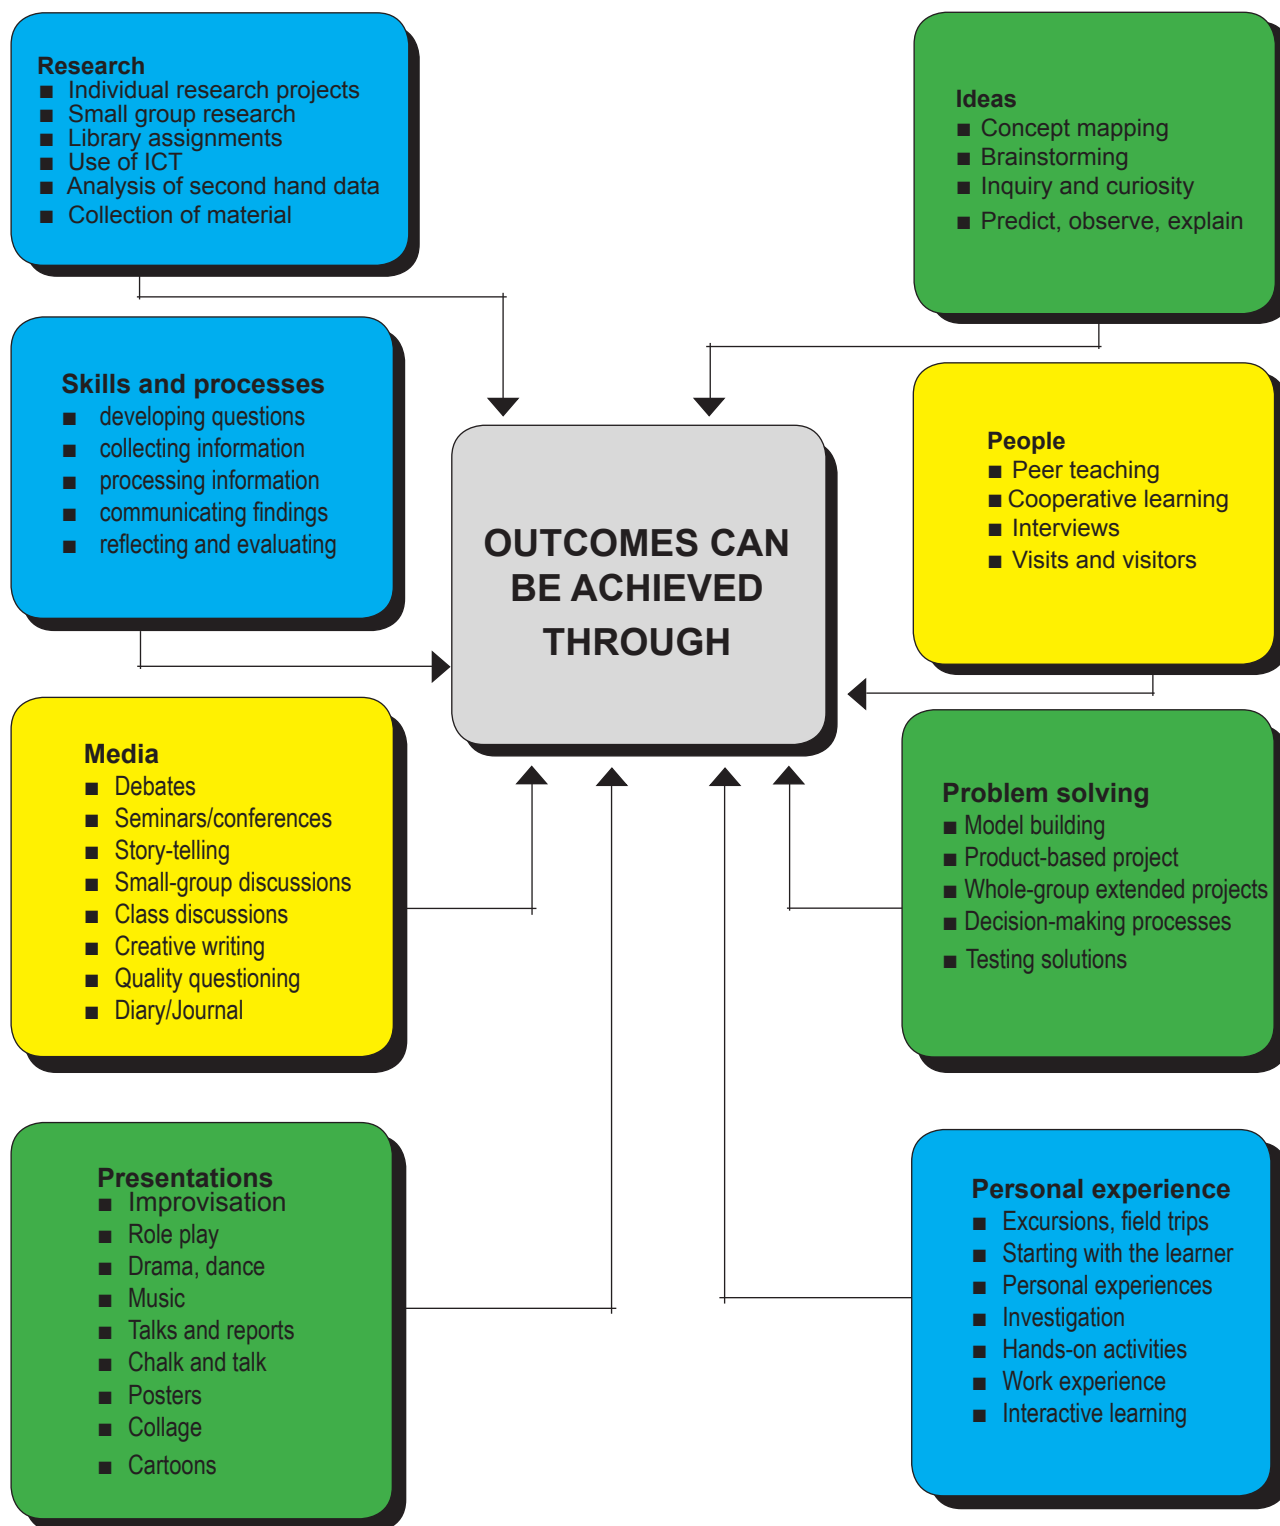 Research
■ Individual research projects
■ Small group research
■ Library assignments
■ Use of ICT
■ Analysis of second hand data
■ Collection of material
Skills and processes
■ developing questions
■ collecting information
■ processing information
■ communicating findings
■ reflecting and evaluating
Media
■ Debates
■ Seminars/conferences
■ Story-telling
■ Small-group discussions
■ Class discussions
■ Creative writing
■ Quality questioning
■ Diary/Journal
Presentations
■ Improvisation
■ Role play
■ Drama, dance
■ Music
■ Talks and reports
■ Chalk and talk
■ Posters
■ Collage
■ Cartoons
OUTCOMES CAN
BE ACHIEVED
THROUGH
Ideas
■ Concept mapping
■ Brainstorming
■ Inquiry and curiosity
■ Predict, observe, explain
People
■ Peer teaching
■ Cooperative learning
■ Interviews
■ Visits and visitors
Problem solving
■ Model building
■ Product-based project
■ Whole-group extended projects
■ Decision-making processes
■ Testing solutions
Personal experience
■ Excursions, field trips
■ Starting with the learner
■ Personal experiences
■ Investigation
■ Hands-on activities
■ Work experience
■ Interactive learning